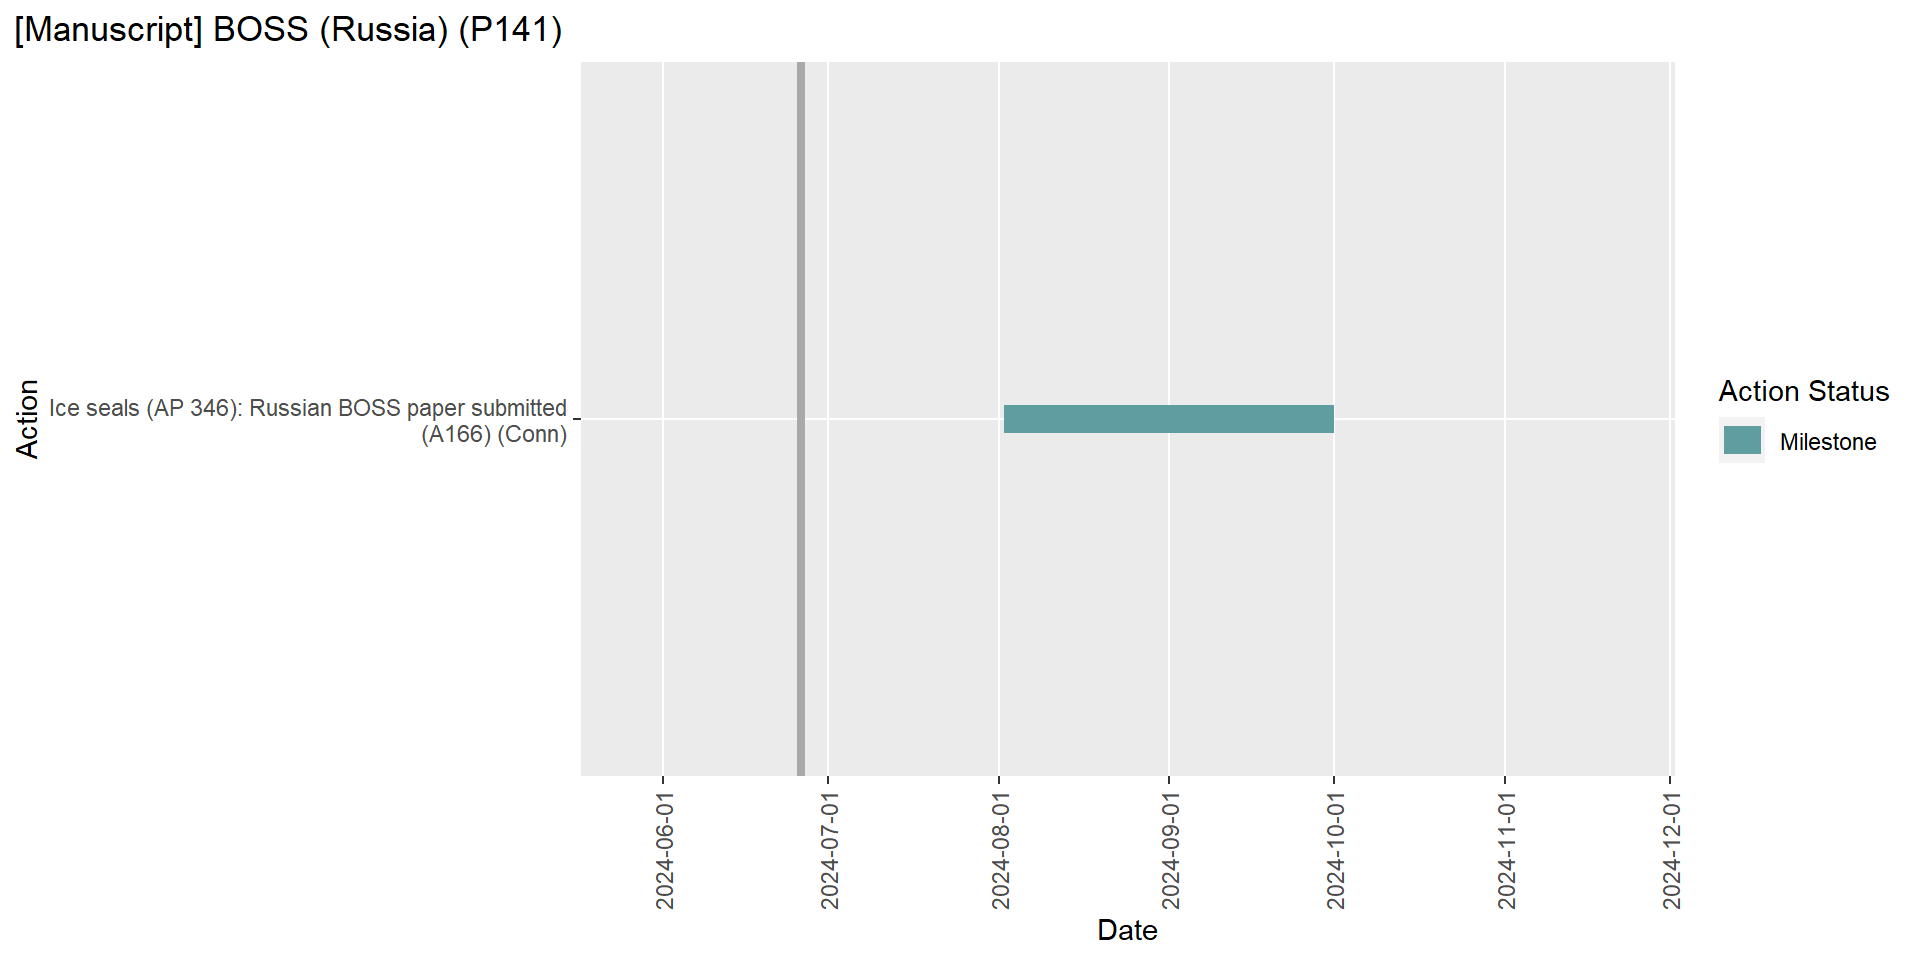 [Manuscript] BOSS (Russia) (P141)
Action
Ice seals (AP 346): Russian BOSS paper submitted
(A166) (Conn)
Action Status
Milestone
2024-06-01
2024-07-01
2024-08-01
2024-09-01
2024-10-01
2024-11-01
2024-12-01
Date